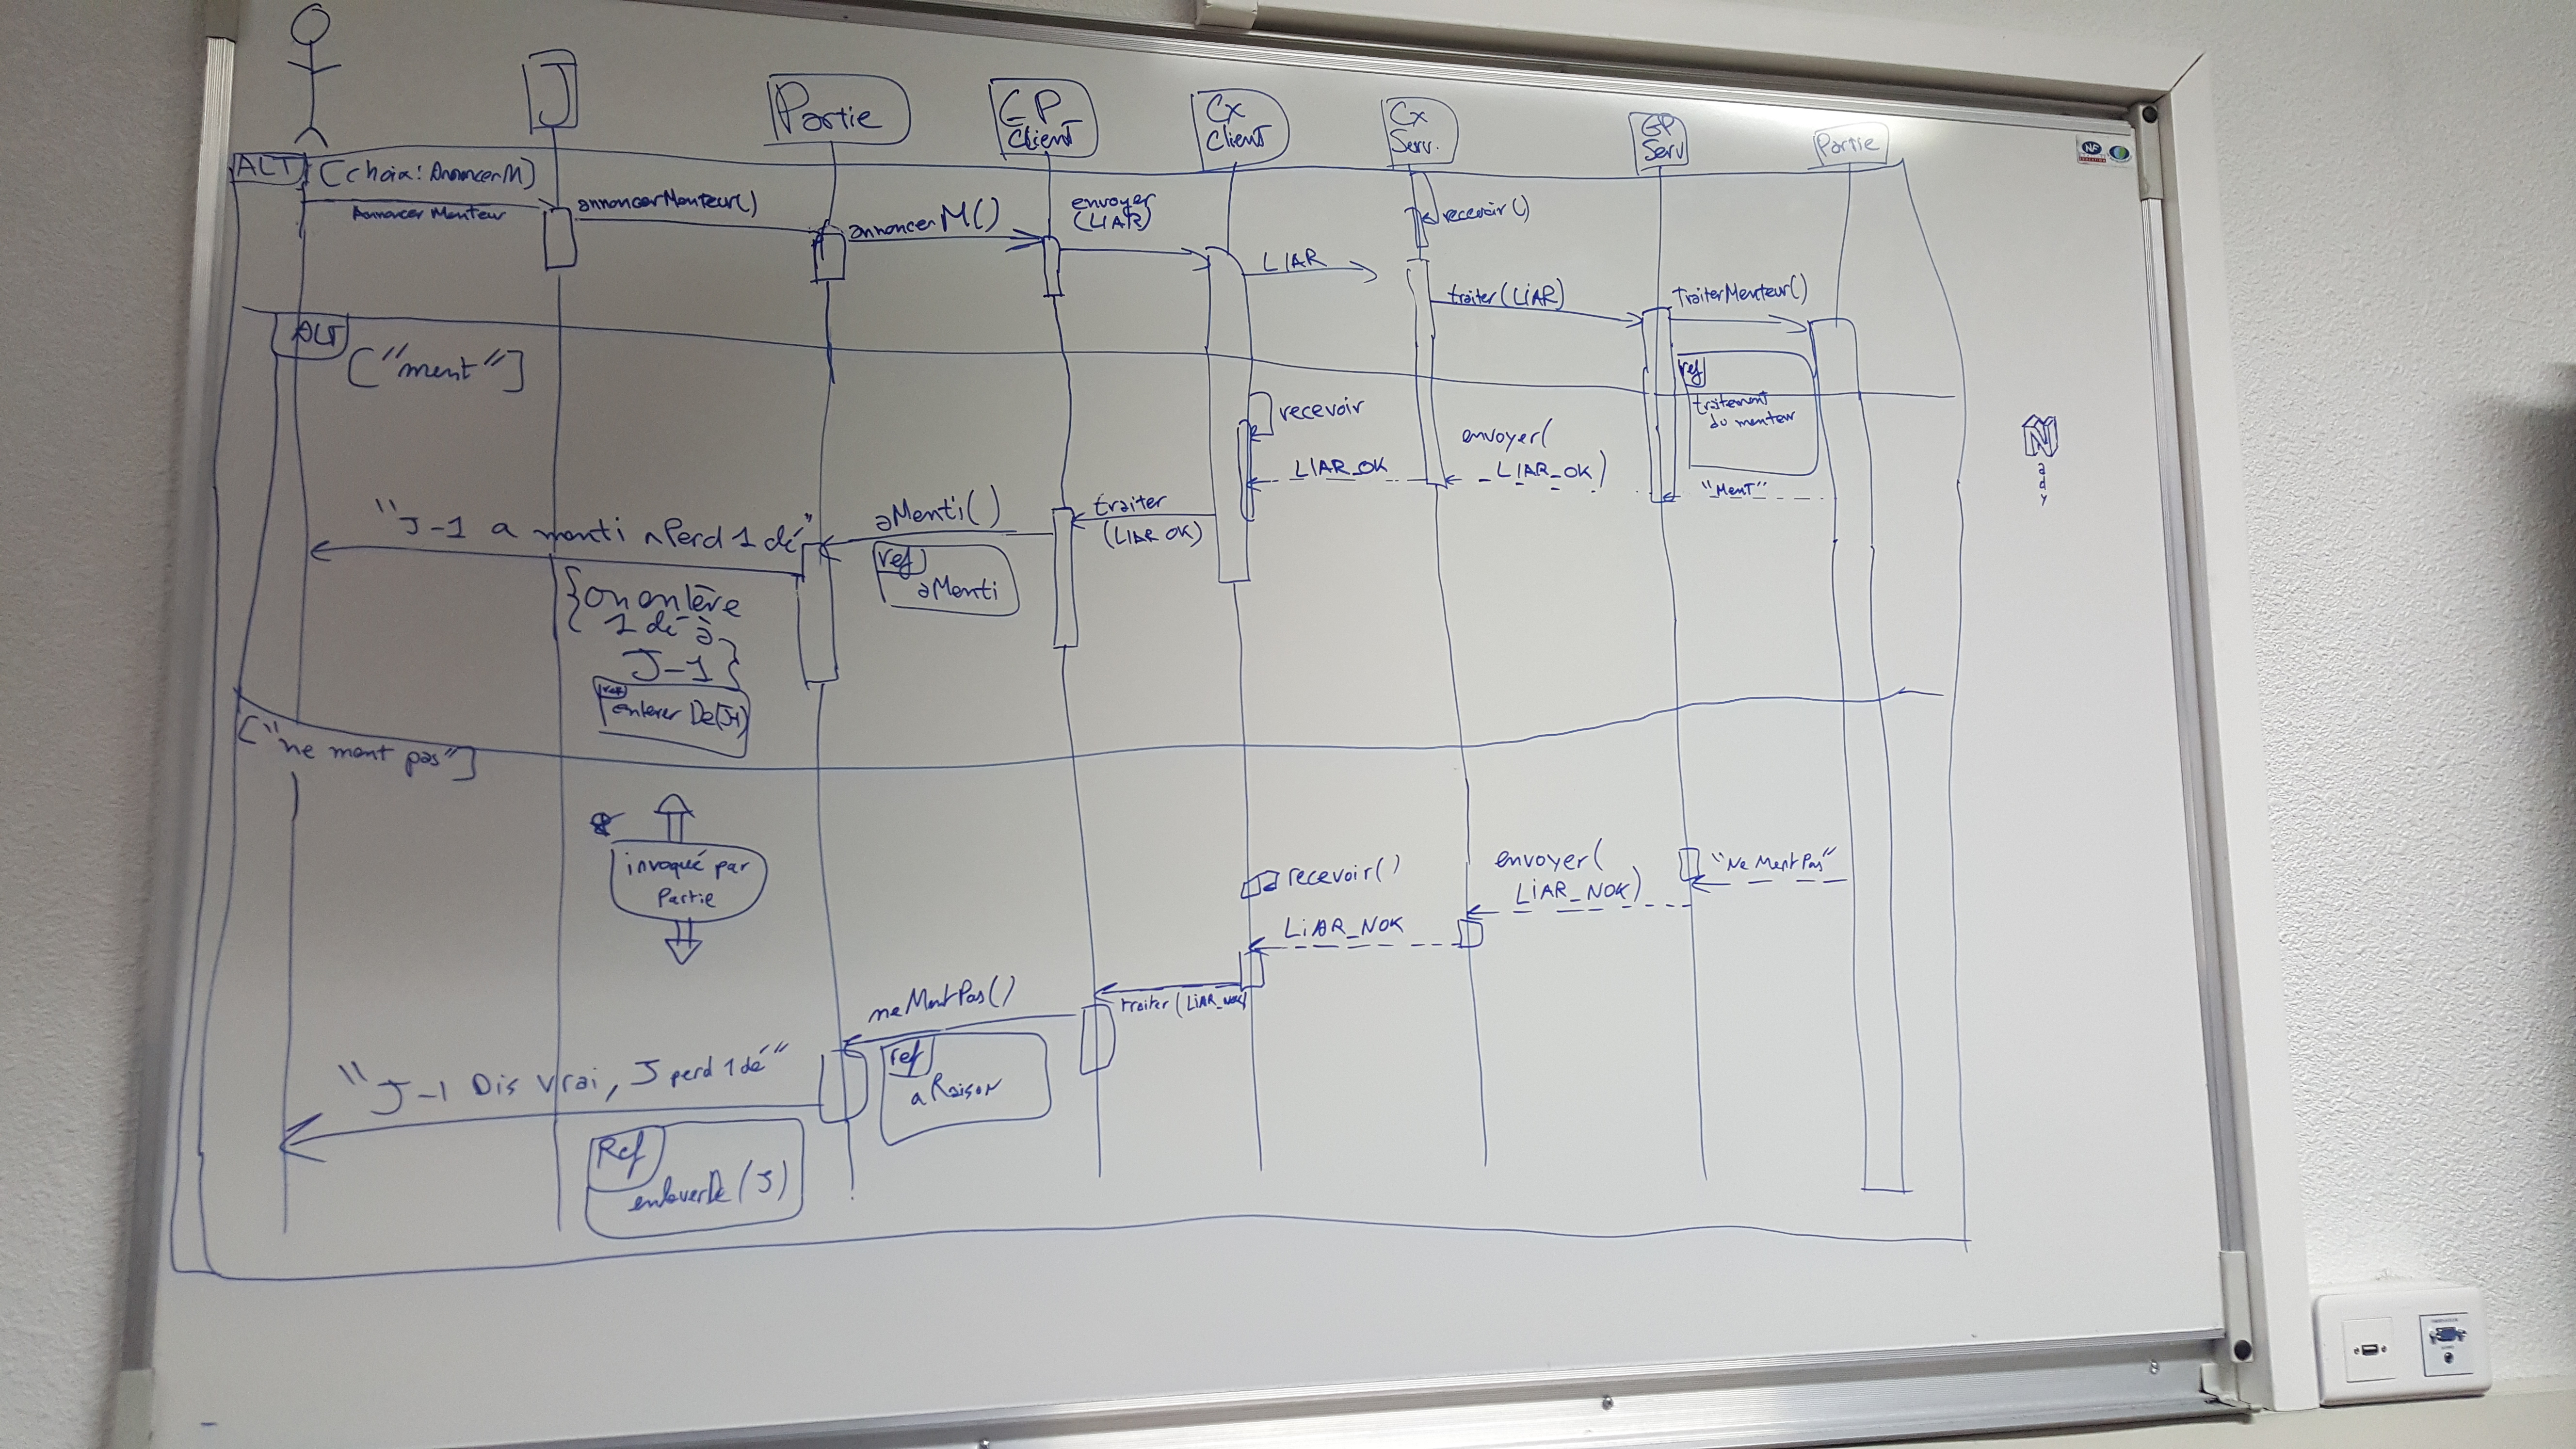 J
Partie
GP
Client
Cx
Client
Cx
Serv.
GP
Serv
Partie
ALT
[choix: AnnoncerM]
Annoncer Menteur
annoncerMenteur()
annoncerM()
envoyer
(LIAR)
LIAR
recevoir()
traiter(LIAR)
TraiterMenteur()
NF
ALT
["ment"]
ref
traitement
du menteur
recevoir
envoyer(
LIAR_OK)
LIAR_OK
"MenT"
N
a
d
y
traiter
(LIAR OK)
aMenti()
ref
aMenti
"J-1 a menti Perd 1 dé"
{on enlève
1 dé à
J-1}
ref
enlever De(J-1)
["ne ment pas"]
invoqué par
Partie
"Ne Ment Pas"
envoyer(
LIAR_NOK)
recevoir()
LIAR_NOK
traiter(LIAR_NOK)
neMentPas()
ref
a Raison
"J-1 Dis vrai, J perd 1 dé"
Ref
enleverDe(J)